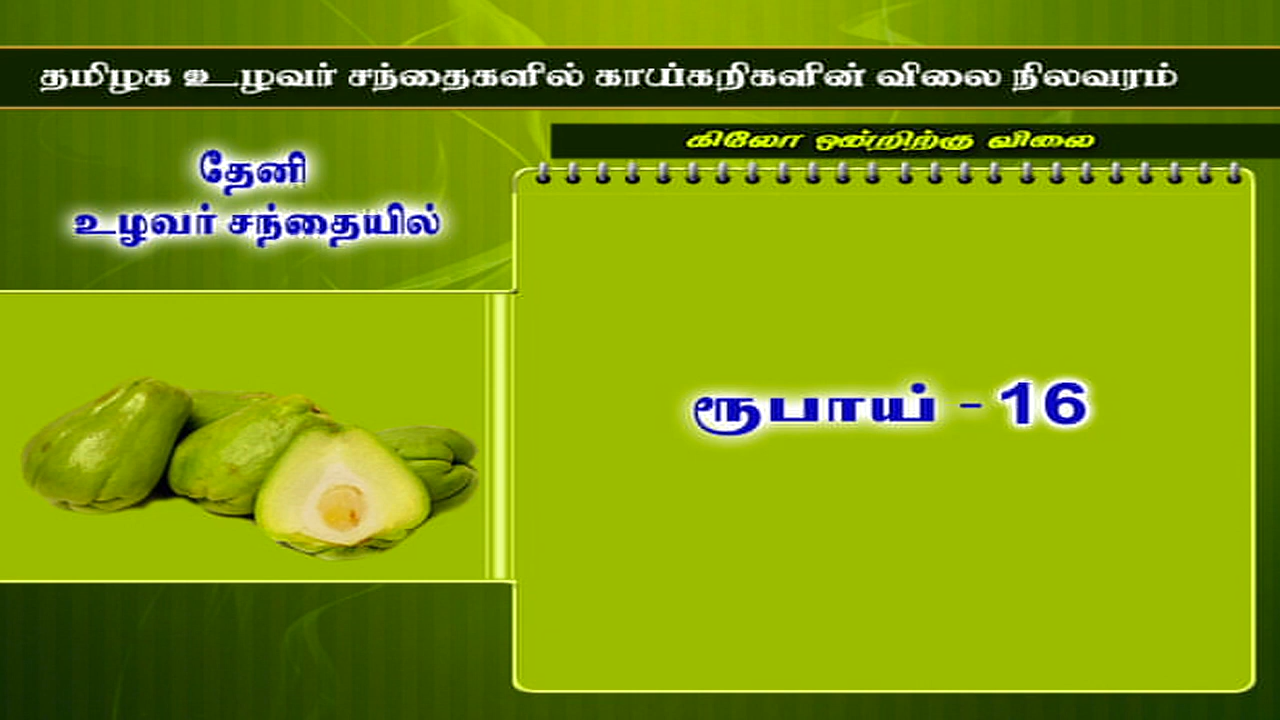 தமிழக உழவர் சந்தைகளில் காய்கறிகளின் விலை நிலவரம்
கிலோ ஒன்றிற்கு விலை
தேனி
உழவர் சந்தையில்
ரூபாய் - 16